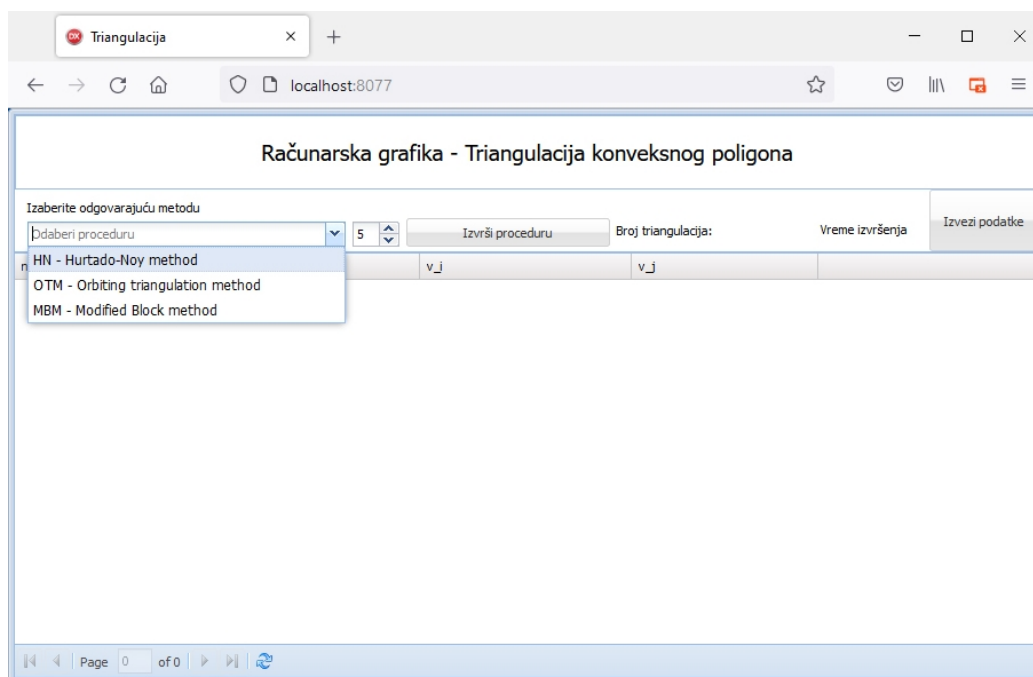 Triangulacija
localhost:8077
Računarska grafika - Triangulacija konveksnog poligona
Izaberite odgovarajuću metodu
Odaberi proceduru
5
Izvrši proceduru
Broj triangulacija:
Vreme izvršenja
Izvezi podatke
n
v_i
v_j
HN - Hurtado-Noy method
OTM - Orbiting triangulation method
MBM - Modified Block method
Page 0 of 0